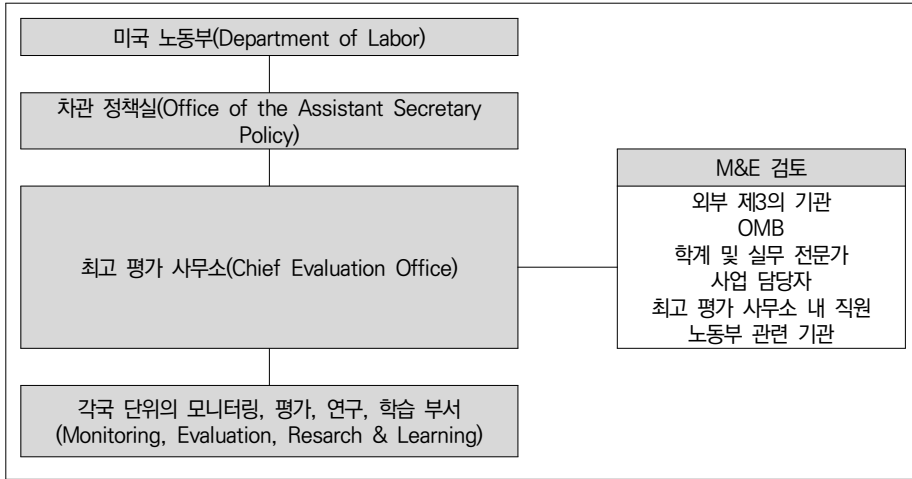 미국 노동부(Department of Labor)
차관 정책실(Office of the Assistant Secretary
Policy)
최고 평가 사무소(Chief Evaluation Office)
M&E 검토
외부 제3의 기관
OMB
학계 및 실무 전문가
사업 담당자
최고 평가 사무소 내 직원
노동부 관련 기관
각국 단위의 모니터링, 평가, 연구, 학습 부서
(Monitoring, Evaluation, Resarch & Learning)